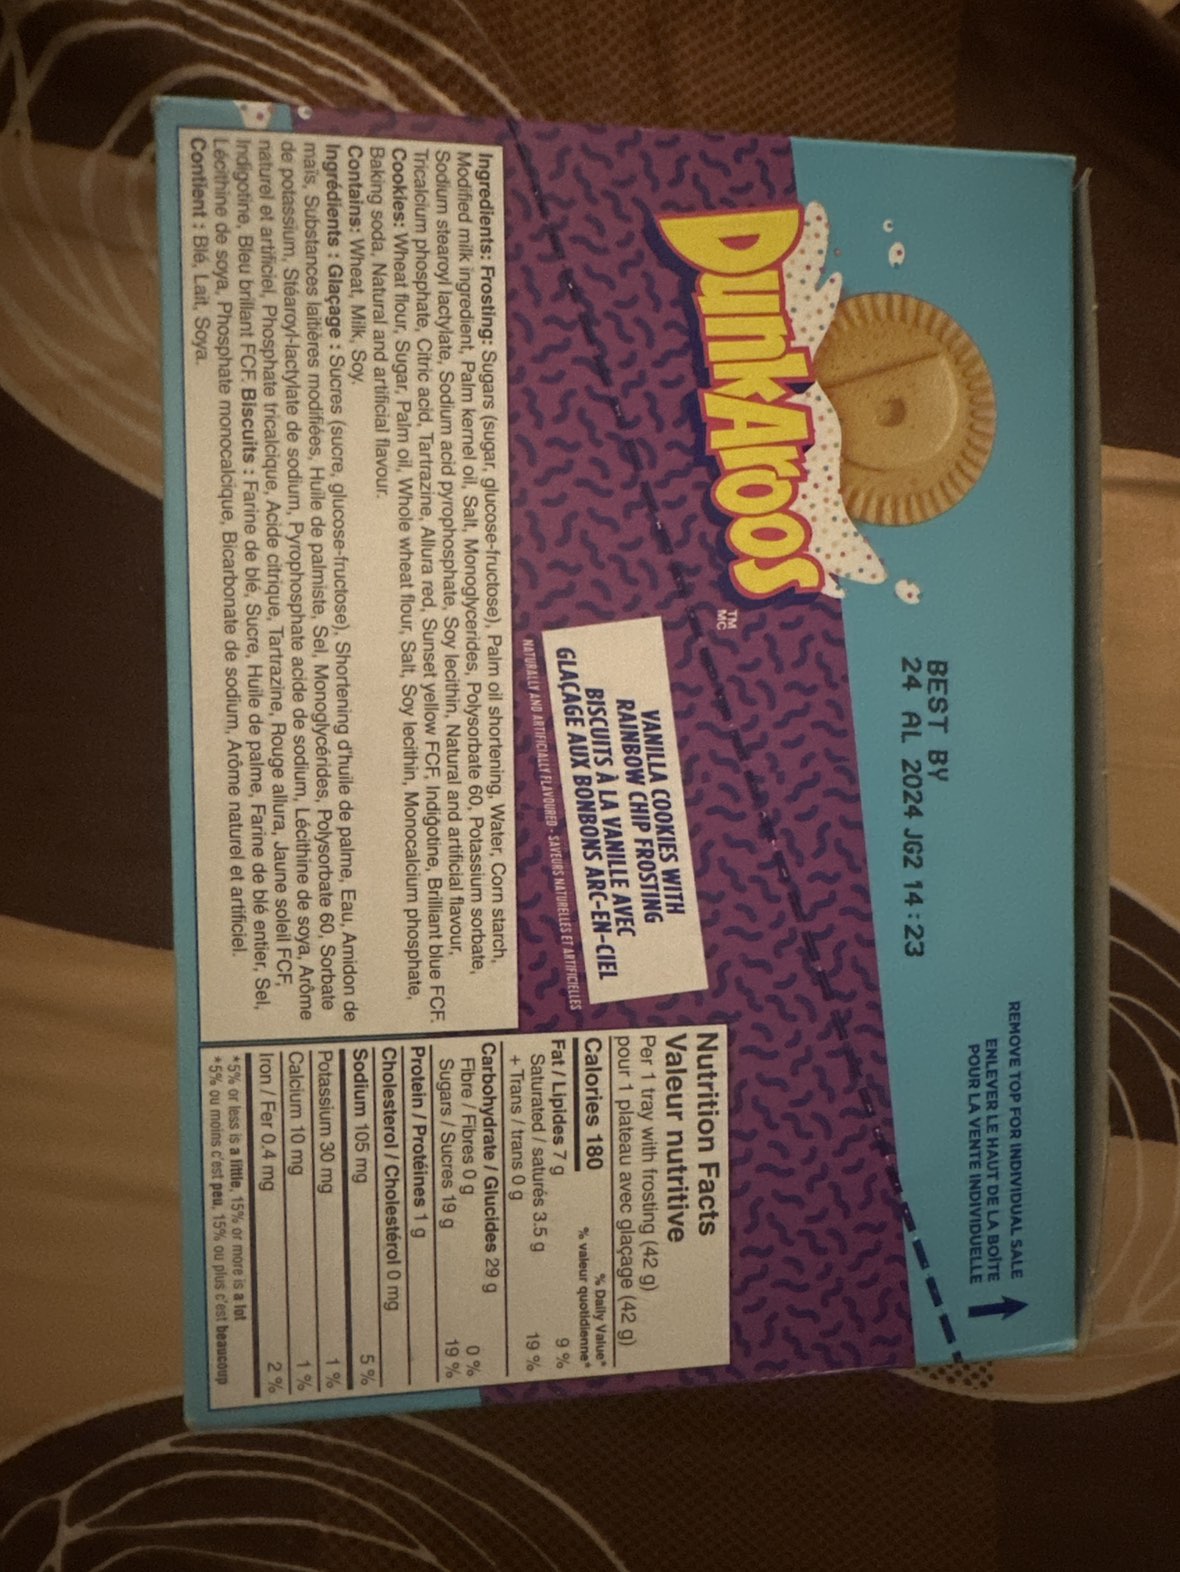 REMOVE TOP FOR INDIVIDUAL SALE
ENLEVER LE HAUT DE LA BOÎTE
POUR LA VENTE INDIVIDUELLE
BEST BY
24 AL 2024 JG2 14:23
DunkAroos
TM
MC
VANILLA COOKIES WITH
RAINBOW CHIP FROSTING
BISCUITS À LA VANILLE AVEC
GLAÇAGE AUX BONBONS ARC-EN-CIEL
NATURALLY AND ARTIFICIALLY FLAVOURED - SAVEURS NATURELLES ET ARTIFICIELLES
Ingredients: Frosting: Sugars (sugar, glucose-fructose), Palm oil shortening, Water, Corn starch,
Modified milk ingredient, Palm kernel oil, Salt, Monoglycerides, Polysorbate 60, Potassium sorbate,
Sodium stearoyl lactylate, Sodium acid pyrophosphate, Soy lecithin, Natural and artificial flavour,
Tricalcium phosphate, Citric acid, Tartrazine, Allura red, Sunset yellow FCF, Indigotine, Brilliant blue FCF.
Cookies: Wheat flour, Sugar, Palm oil, Whole wheat flour, Salt, Soy lecithin, Monocalcium phosphate,
Baking soda, Natural and artificial flavour.
Contains: Wheat, Milk, Soy.
Ingrédients : Glaçage : Sucres (sucre, glucose-fructose), Shortening d'huile de palme, Eau, Amidon de
maïs, Substances laitières modifiées, Huile de palmiste, Sel, Monoglycérides, Polysorbate 60, Sorbate
de potassium, Stéaroyl-lactylate de sodium, Pyrophosphate acide de sodium, Lécithine de soya, Arôme
naturel et artificiel, Phosphate tricalcique, Acide citrique, Tartrazine, Rouge allura, Jaune soleil FCF,
Indigotine, Bleu brillant FCF. Biscuits : Farine de blé, Sucre, Huile de palme, Farine de blé entier, Sel,
Lécithine de soya, Phosphate monocalcique, Bicarbonate de sodium, Arôme naturel et artificiel.
Contient : Blé, Lait, Soya.
Nutrition Facts
Valeur nutritive
Per 1 tray with frosting (42 g)
pour 1 plateau avec glaçage (42 g)
Calories 180
% Daily Value*
% valeur quotidienne*
Fat / Lipides 7 g 9 %
Saturated / saturés 3.5 g 19 %
+ Trans / trans 0 g
Carbohydrate / Glucides 29 g
Fibre / Fibres 0 g 0 %
Sugars / Sucres 19 g 19 %
Protein / Protéines 1 g
Cholesterol / Cholestérol 0 mg
Sodium 105 mg 5 %
Potassium 30 mg 1 %
Calcium 10 mg 1 %
Iron / Fer 0.4 mg 2 %
*5% or less is a little, 15% or more is a lot
*5% ou moins c'est peu, 15% ou plus c'est beaucoup